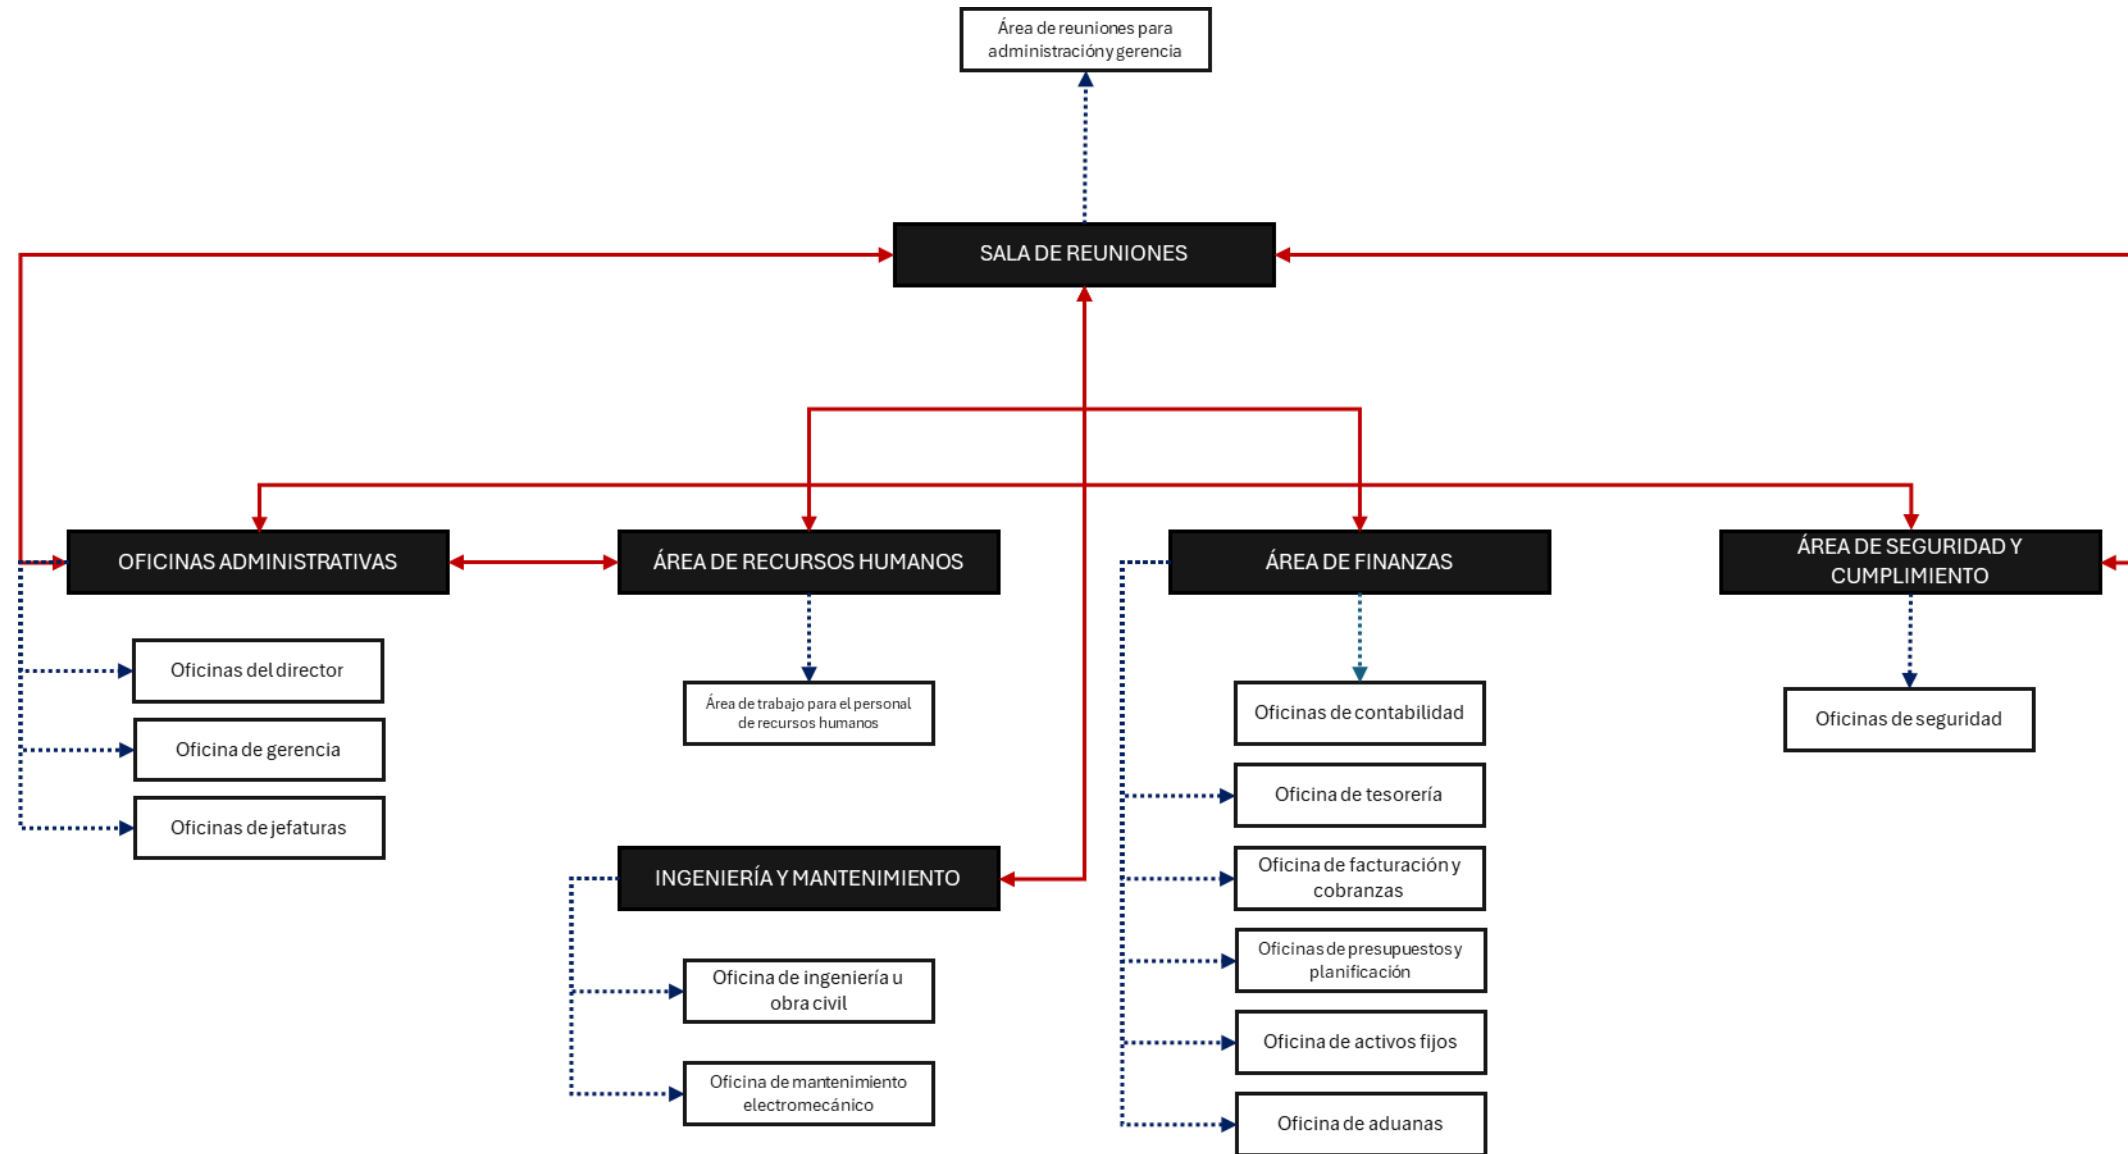 Área de reuniones para
administración y gerencia
SALA DE REUNIONES
OFICINAS ADMINISTRATIVAS
ÁREA DE RECURSOS HUMANOS
ÁREA DE FINANZAS
ÁREA DE SEGURIDAD Y
CUMPLIMIENTO
Oficinas del director
Oficina de gerencia
Oficinas de jefaturas
Área de trabajo para el personal
de recursos humanos
INGENIERÍA Y MANTENIMIENTO
Oficina de ingeniería u
obra civil
Oficina de mantenimiento
electromecánico
Oficinas de contabilidad
Oficina de tesorería
Oficina de facturación y
cobranzas
Oficinas de presupuestos y
planificación
Oficina de activos fijos
Oficina de aduanas
Oficinas de seguridad